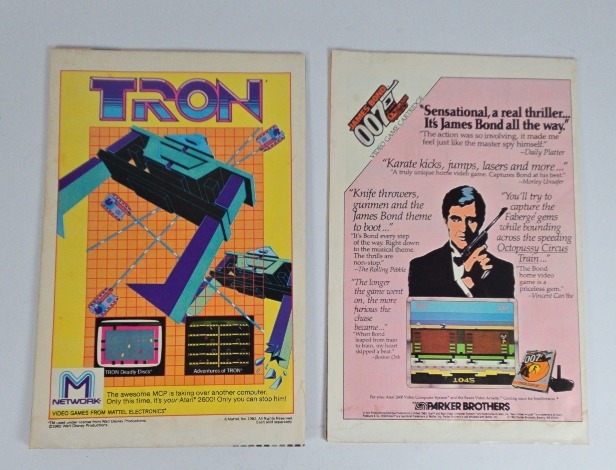 TRON
TRON Deadly Discs
Adventures of TRON
M
NETWORK
The awesome MCP is taking over another computer.
Only this time, it's your Atari® 2600! Only you can stop him!
VIDEO GAMES FROM MATTEL ELECTRONICS®
© Mattel, Inc. 1982. All Rights Reserved.
JAMES BOND
007
VIDEO GAME CARTRIDGE
"Sensational, a real thriller...
It's James Bond all the way."
"The action was so involving, it made me
feel just like the master spy himself."
—Daily Platter
"Karate kicks, jumps, lasers and more..."
"A truly unique home video game. Captures Bond at his best."
"Knife throwers,
gunmen and the
James Bond theme
to boot..."
"It's Bond every step
of the way. Right down
to the musical theme.
The thrills are
non-stop."
—The Rolling Pebble
"The longer
the game went
on, the more
furious the
chase
became..."
"When Bond
leaped from train
to train, my heart
skipped a beat."
"You'll try to
capture the
Fabergé gems
while bounding
across the speeding
Octopussy Circus
Train..."
"The Bond
home video
game is a
priceless gem."
1045
007
PARKER BROTHERS